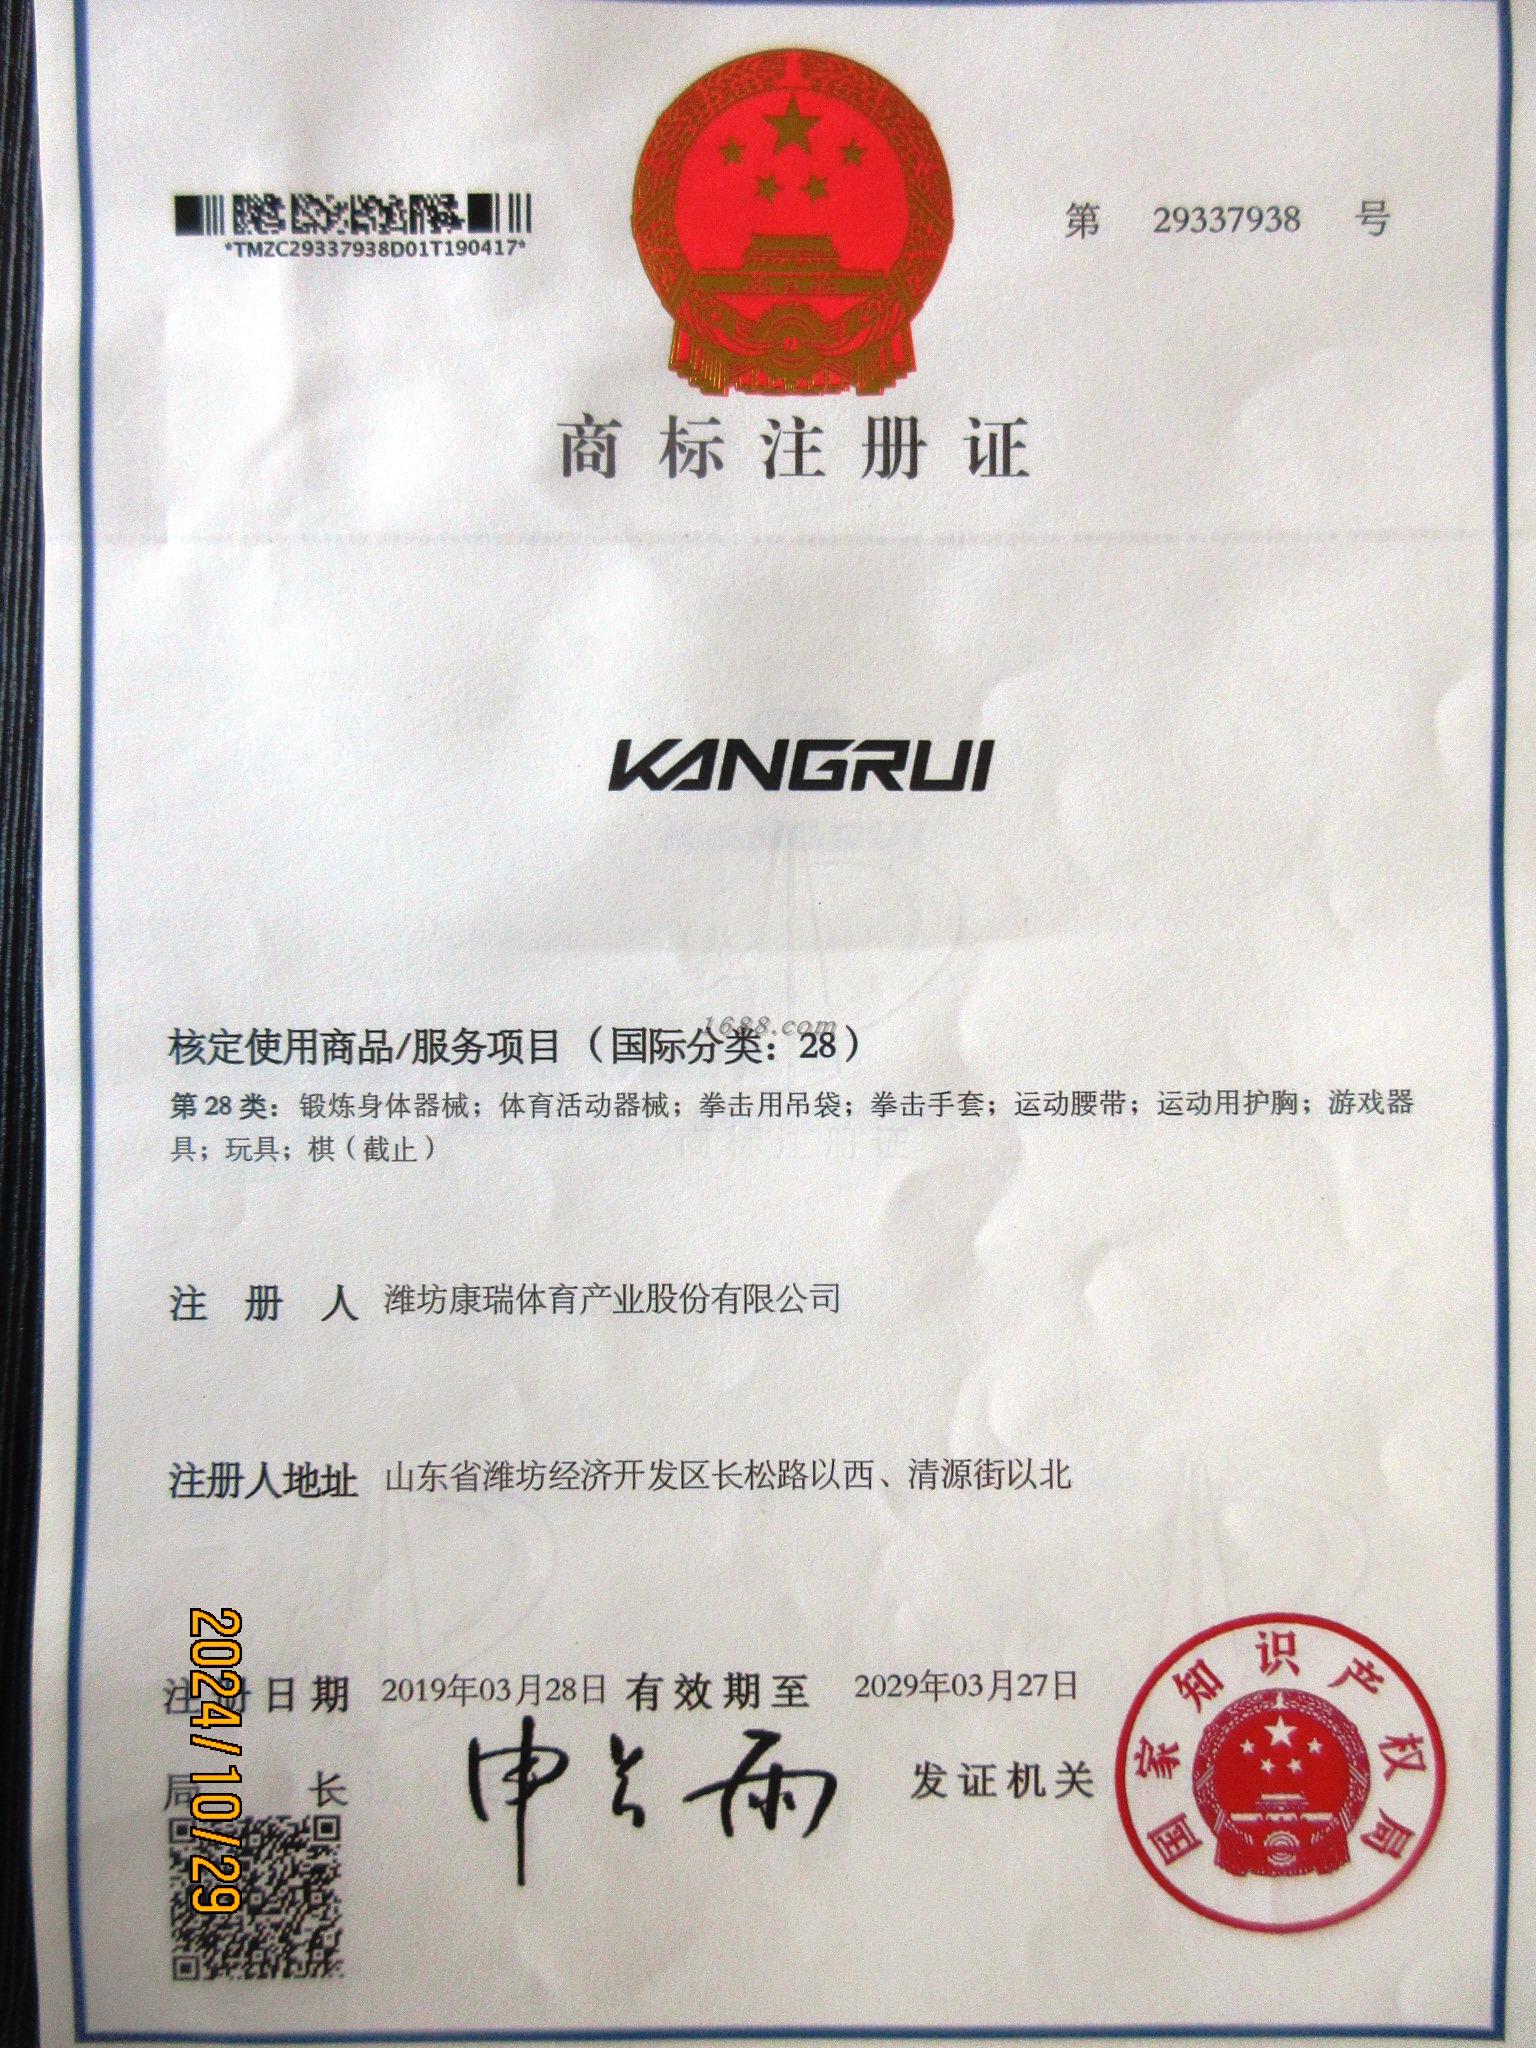 *TMZC29337938D01T190417*
第 29337938 号
商标注册证
KANGRUI
1688.com
核定使用商品/服务项目（国际分类：28）
第 28 类：锻炼身体器械；体育活动器械；拳击用吊袋；拳击手套；运动腰带；运动用护胸；游戏器
具；玩具；棋（截止）
注 册 人 潍坊康瑞体育产业股份有限公司
注册人地址 山东省潍坊经济开发区长松路以西、清源街以北
注册日期 2019年03月28日 有效期至 2029年03月27日
局 长 申长雨 发证机关
国家知识产权局
2024/10/29